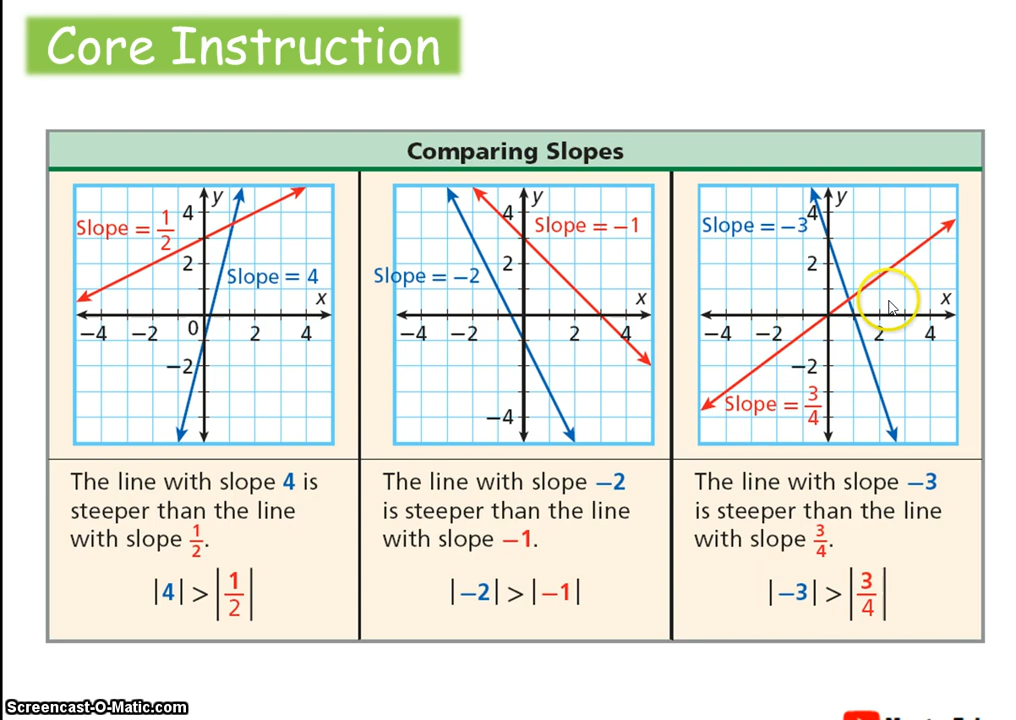 Core Instruction
Comparing Slopes
y
4
Slope = 1/2
2
Slope = 4
x
−4 −2 0 2 4
−2
y
4
Slope = −1
Slope = −2
2
x
−4 −2 2 4
−4
y
Slope = −3
4
2
x
−4 −2 2 4
−2
Slope = 3/4
−4
The line with slope 4 is
steeper than the line
with slope 1/2.
|4| > |1/2|
The line with slope −2
is steeper than the line
with slope −1.
|−2| > |−1|
The line with slope −3
is steeper than the line
with slope 3/4.
|−3| > |3/4|
Screencast-O-Matic.com